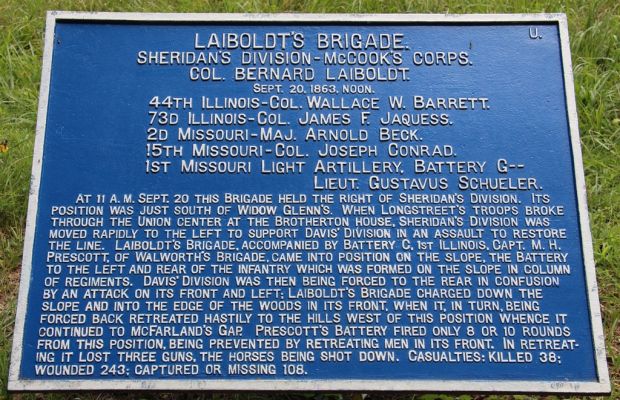 LAIBOLDT'S BRIGADE. U.
SHERIDAN'S DIVISION-McCOOK'S CORPS.
COL. BERNARD LAIBOLDT.
SEPT. 20, 1863, NOON.
44TH ILLINOIS-COL. WALLACE W. BARRETT.
73D ILLINOIS-COL. JAMES F. JAQUESS.
2D MISSOURI-MAJ. ARNOLD BECK.
15TH MISSOURI-COL. JOSEPH CONRAD.
1ST MISSOURI LIGHT ARTILLERY, BATTERY G--
LIEUT. GUSTAVUS SCHUELER.
AT 11 A.M. SEPT. 20 THIS BRIGADE HELD THE RIGHT OF SHERIDAN'S DIVISION. ITS
POSITION WAS JUST SOUTH OF WIDOW GLENN'S. WHEN LONGSTREET'S TROOPS BROKE
THROUGH THE UNION CENTER AT THE BROTHERTON HOUSE, SHERIDAN'S DIVISION WAS
MOVED RAPIDLY TO THE LEFT TO SUPPORT DAVIS' DIVISION IN AN ASSAULT TO RESTORE
THE LINE. LAIBOLDT'S BRIGADE, ACCOMPANIED BY BATTERY C, 1ST ILLINOIS, CAPT. M. H.
PRESCOTT, OF WALWORTH'S BRIGADE, CAME INTO POSITION ON THE SLOPE, THE BATTERY
TO THE LEFT AND REAR OF THE INFANTRY WHICH WAS FORMED ON THE SLOPE IN COLUMN
OF REGIMENTS. DAVIS' DIVISION WAS THEN BEING FORCED TO THE REAR IN CONFUSION
BY AN ATTACK ON ITS FRONT AND LEFT; LAIBOLDT'S BRIGADE CHARGED DOWN THE
SLOPE AND INTO THE EDGE OF THE WOODS IN ITS FRONT, WHEN IT, IN TURN, BEING
FORCED BACK RETREATED HASTILY TO THE HILLS WEST OF THIS POSITION WHENCE IT
CONTINUED TO McFARLAND'S GAP. PRESCOTT'S BATTERY FIRED ONLY 8 OR 10 ROUNDS
FROM THIS POSITION, BEING PREVENTED BY RETREATING MEN IN ITS FRONT. IN RETREAT-
ING IT LOST THREE GUNS, THE HORSES BEING SHOT DOWN. CASUALTIES: KILLED 38;
WOUNDED 243; CAPTURED OR MISSING 108.